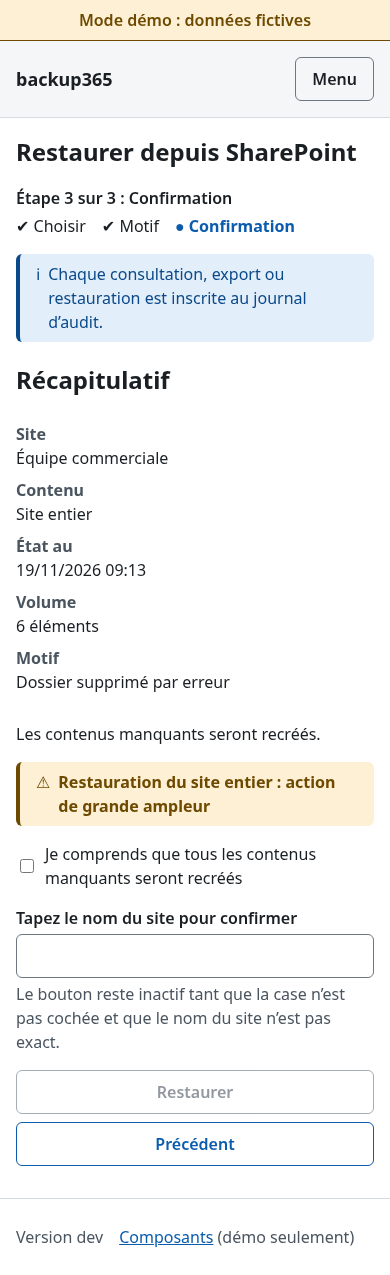 Mode démo : données fictives
backup365
Menu
Restaurer depuis SharePoint
Étape 3 sur 3 : Confirmation
✔ Choisir ✔ Motif ● Confirmation
i Chaque consultation, export ou
restauration est inscrite au journal
d’audit.
Récapitulatif
Site
Équipe commerciale
Contenu
Site entier
État au
19/11/2026 09:13
Volume
6 éléments
Motif
Dossier supprimé par erreur
Les contenus manquants seront recréés.
⚠ Restauration du site entier : action
de grande ampleur
Je comprends que tous les contenus
manquants seront recréés
Tapez le nom du site pour confirmer
Le bouton reste inactif tant que la case n’est
pas cochée et que le nom du site n’est pas
exact.
Restaurer
Précédent
Version dev Composants (démo seulement)